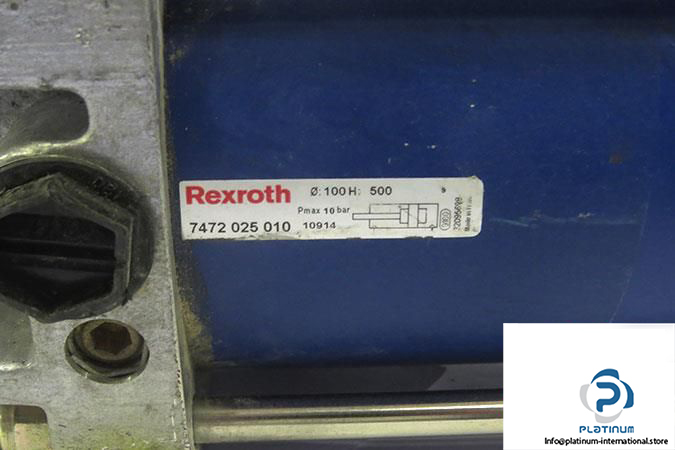 Rexroth
Ø: 100 H: 500
Pmax 10 bar
7472 025 010
10914
PLATINUM
Info@platinum-international.store